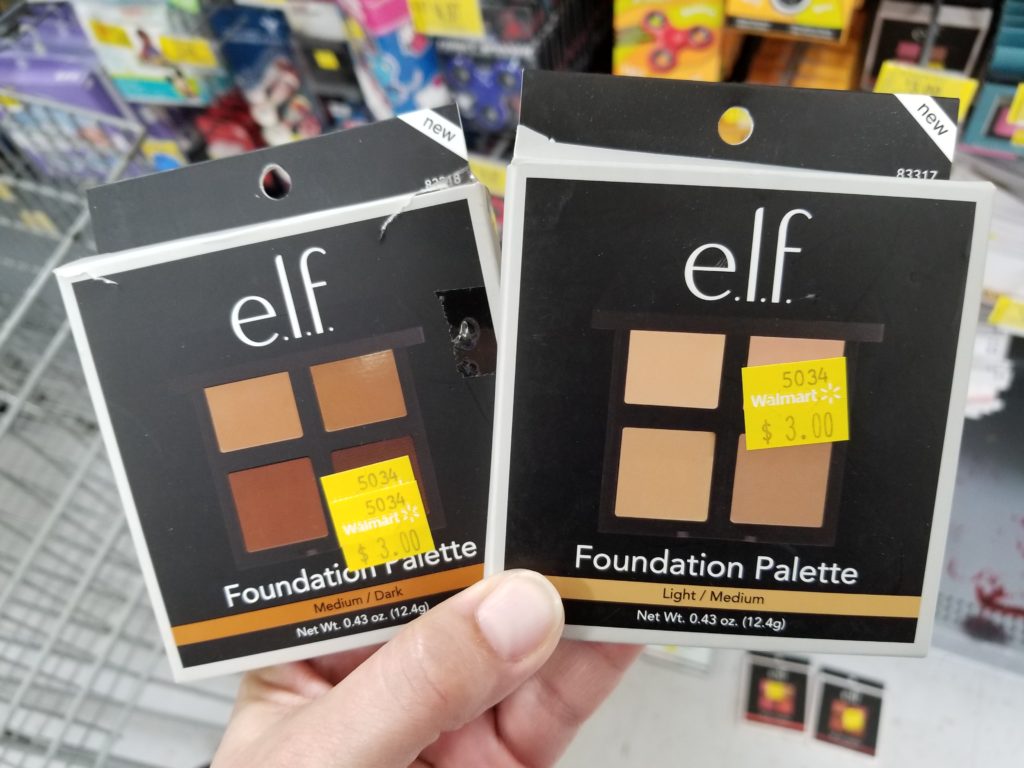 new
83318
e.l.f.
5034
5034
Walmart
$ 3.00
Foundation Palette
Medium / Dark
Net Wt. 0.43 oz. (12.4g)
new
83317
e.l.f.
5034
Walmart
$ 3.00
Foundation Palette
Light / Medium
Net Wt. 0.43 oz. (12.4g)